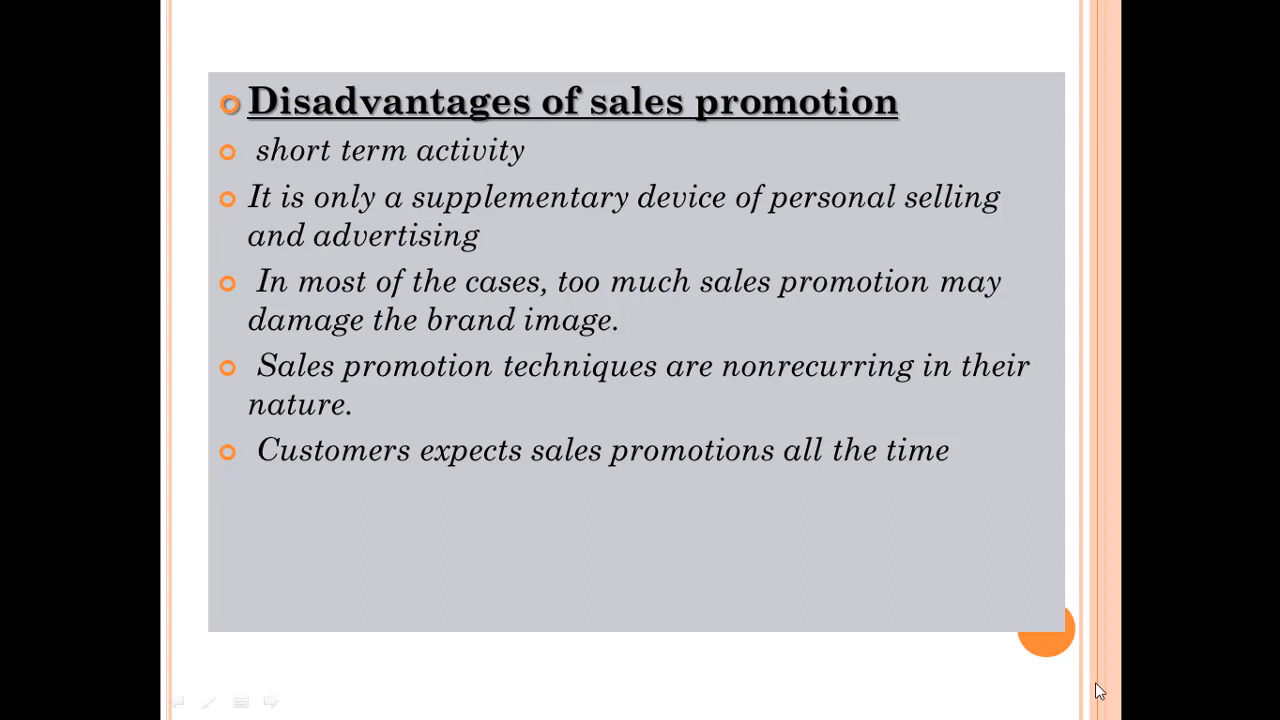 Disadvantages of sales promotion
short term activity
It is only a supplementary device of personal selling
and advertising
In most of the cases, too much sales promotion may
damage the brand image.
Sales promotion techniques are nonrecurring in their
nature.
Customers expects sales promotions all the time